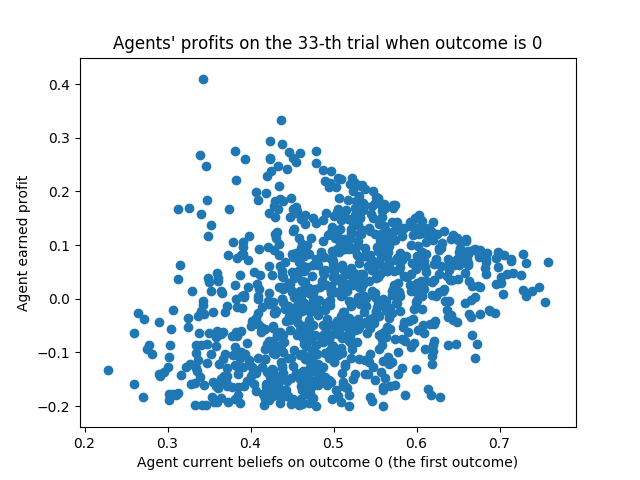 Agents' profits on the 33-th trial when outcome is 0
0.4
0.3
0.2
0.1
0.0
−0.1
−0.2
Agent earned profit
0.2 0.3 0.4 0.5 0.6 0.7
Agent current beliefs on outcome 0 (the first outcome)